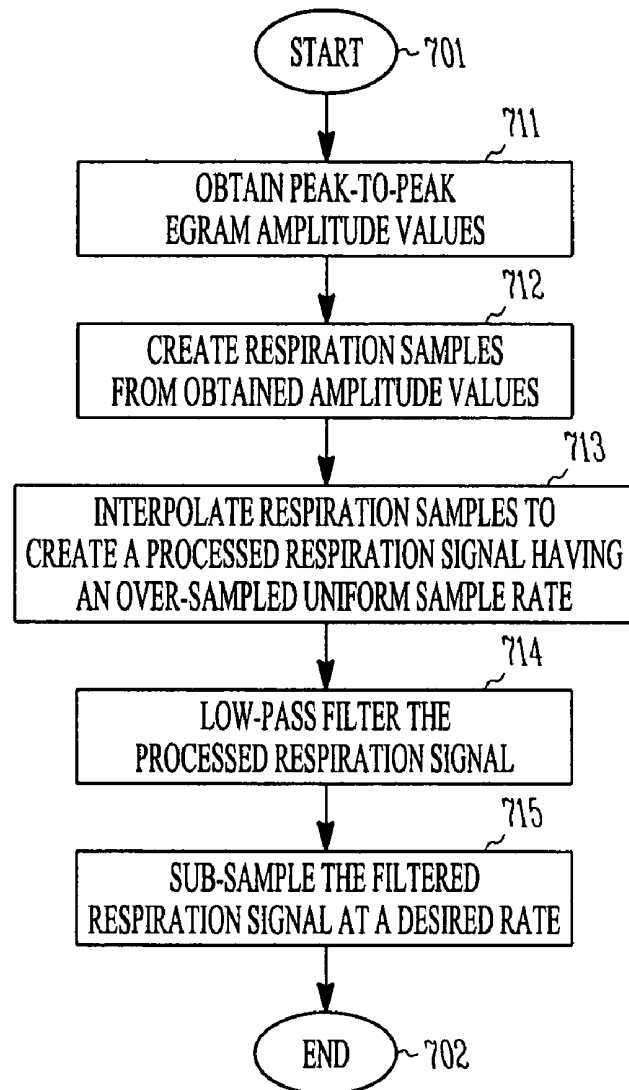 START
701
711
OBTAIN PEAK-TO-PEAK
EGRAM AMPLITUDE VALUES
712
CREATE RESPIRATION SAMPLES
FROM OBTAINED AMPLITUDE VALUES
713
INTERPOLATE RESPIRATION SAMPLES TO
CREATE A PROCESSED RESPIRATION SIGNAL HAVING
AN OVER-SAMPLED UNIFORM SAMPLE RATE
714
LOW-PASS FILTER THE
PROCESSED RESPIRATION SIGNAL
715
SUB-SAMPLE THE FILTERED
RESPIRATION SIGNAL AT A DESIRED RATE
END
702